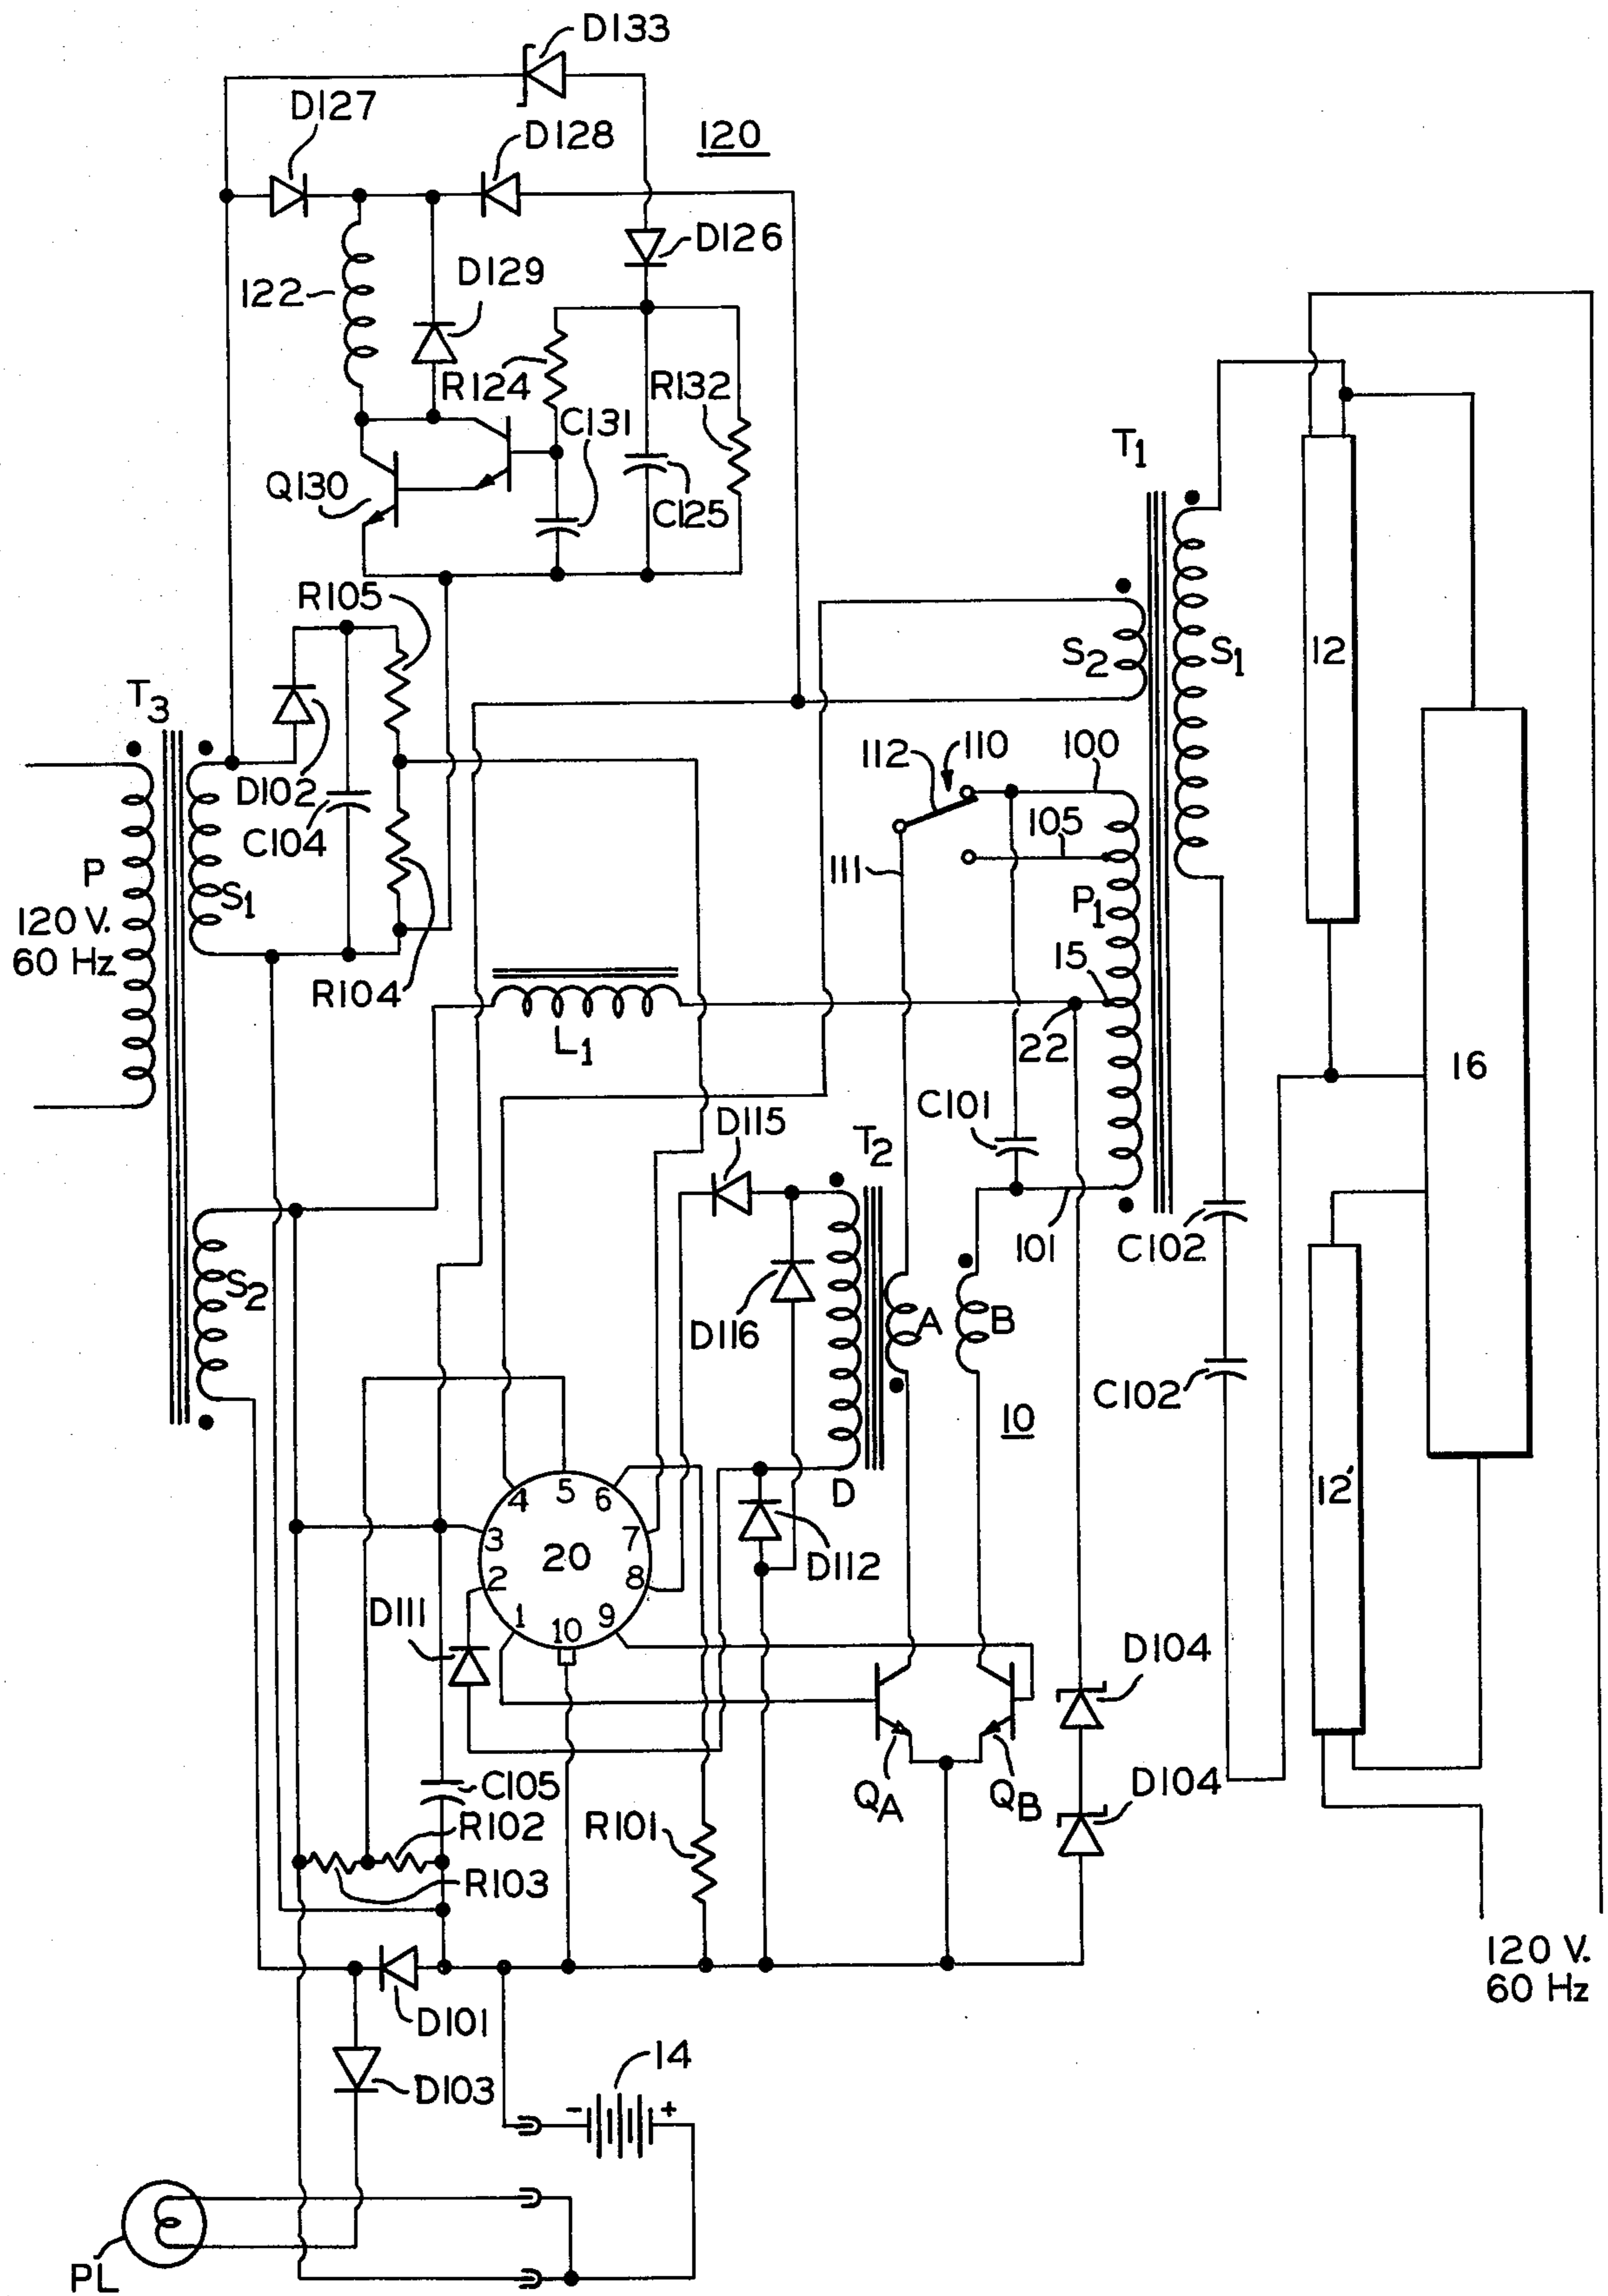 D133
D127
D128
120
D126
122
D129
R124
R132
C131
Q130
C125
T1
R105
12
S2
S1
T3
112
110
100
D102
105
C104
111
P
S1
P1
120 V.
60 Hz
15
R104
L1
22
16
C101
D115
T2
101
C102
S2
A
B
D116
C102
10
4
5
6
D
12'
3
7
20
D112
2
8
D111
1
10
9
D104
C105
QA
QB
D104
R102
R101
R103
120 V.
60 Hz
D101
14
D103
-
+
PL